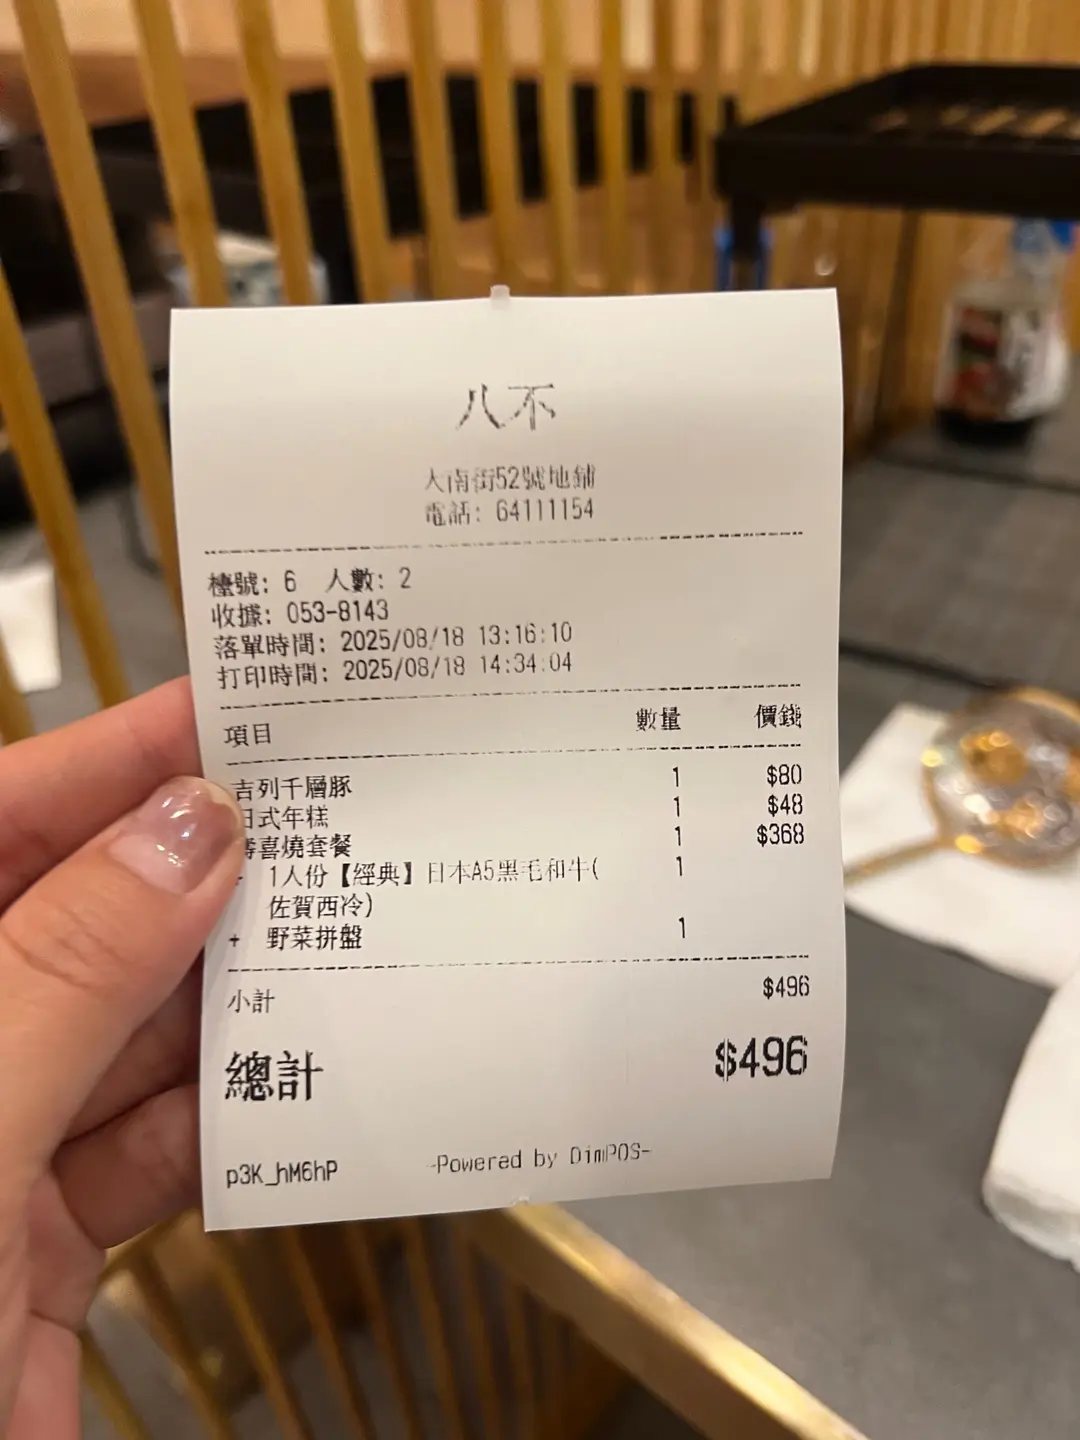 八不
大南街52號地鋪
電話: 64111154
檯號: 6 人數: 2
收據: 053-8143
落單時間: 2025/08/18 13:16:10
打印時間: 2025/08/18 14:34:04
項目 數量 價錢
吉列千層豚 1 $80
日式年糕 1 $48
壽喜燒套餐 1 $368
+ 1人份【經典】日本A5黑毛和牛( 1
佐賀西冷)
+ 野菜拼盤 1
小計 $496
總計 $496
p3K_hM6hP -Powered by DimPOS-